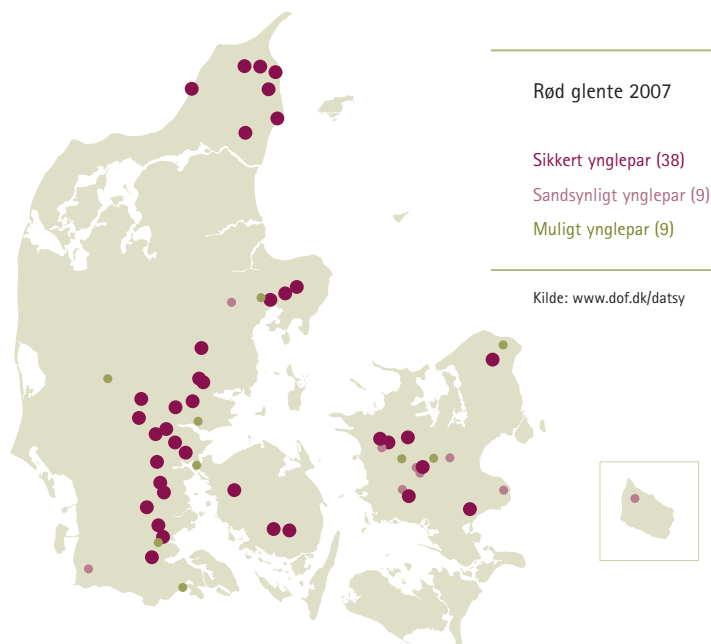 Rød glente 2007
Sikkert ynglepar (38)
Sandsynligt ynglepar (9)
Muligt ynglepar (9)
Kilde: www.dof.dk/datsy